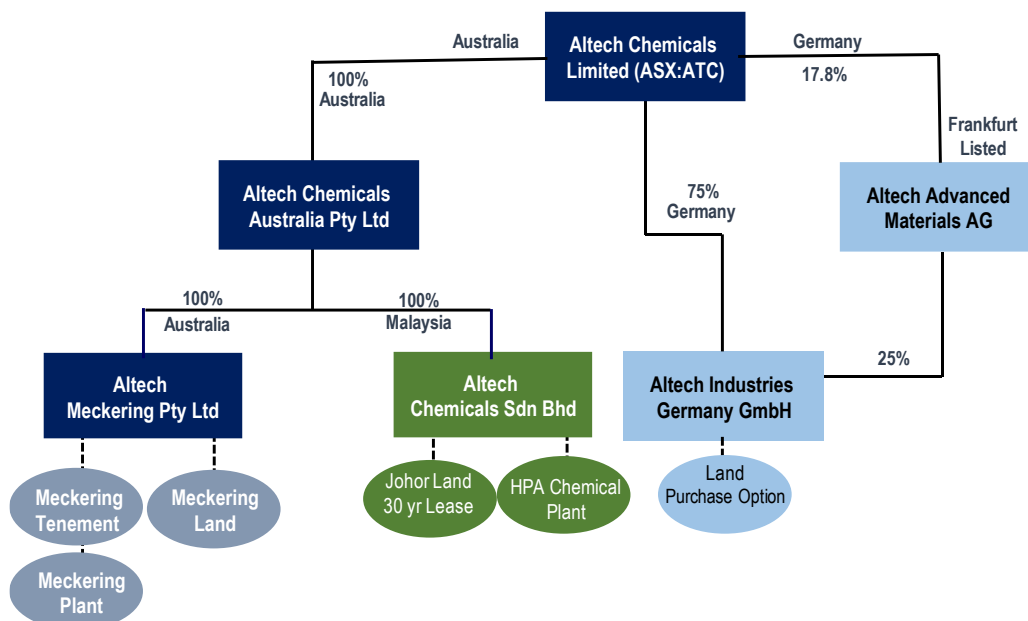 Australia
Altech Chemicals
Limited (ASX:ATC)
Germany
17.8%
100%
Australia
Frankfurt
Listed
Altech Chemicals
Australia Pty Ltd
75%
Germany
Altech Advanced
Materials AG
100%
Australia
100%
Malaysia
25%
Altech
Meckering Pty Ltd
Altech
Chemicals Sdn Bhd
Altech Industries
Germany GmbH
Meckering
Tenement
Meckering
Land
Johor Land
30 yr Lease
HPA Chemical
Plant
Land
Purchase Option
Meckering
Plant